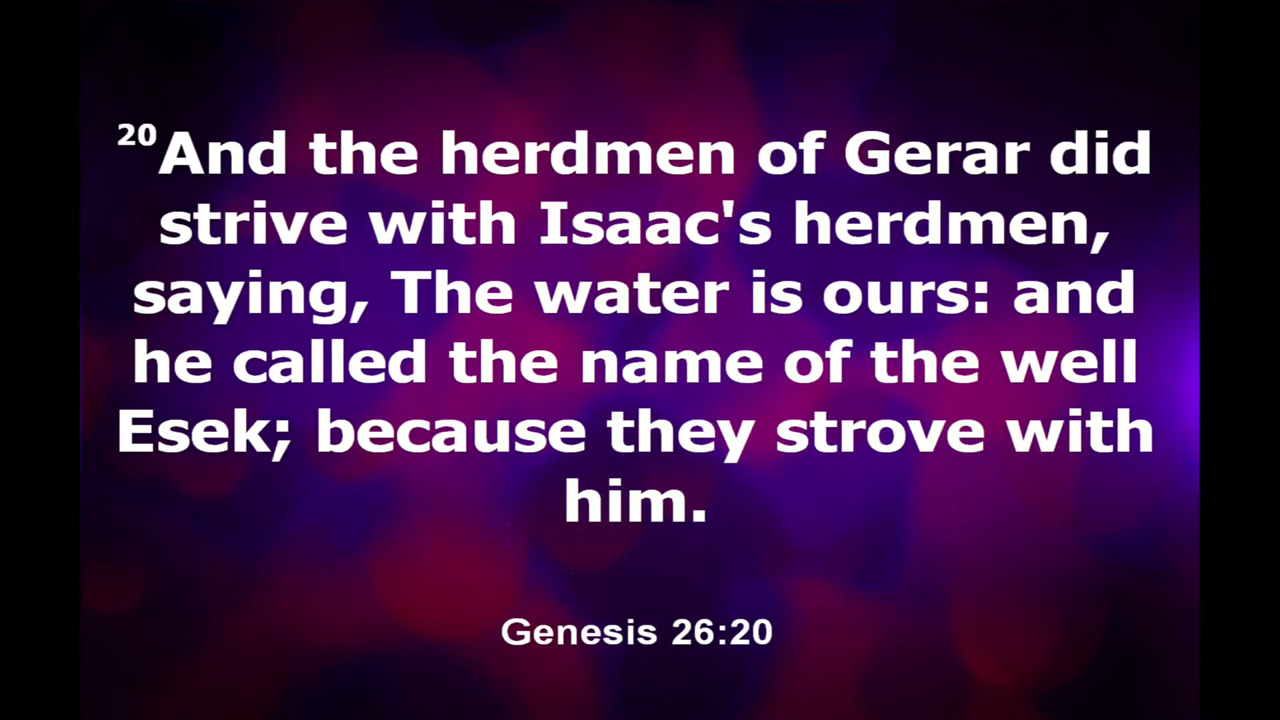 20And the herdmen of Gerar did
strive with Isaac's herdmen,
saying, The water is ours: and
he called the name of the well
Esek; because they strove with
him.
Genesis 26:20